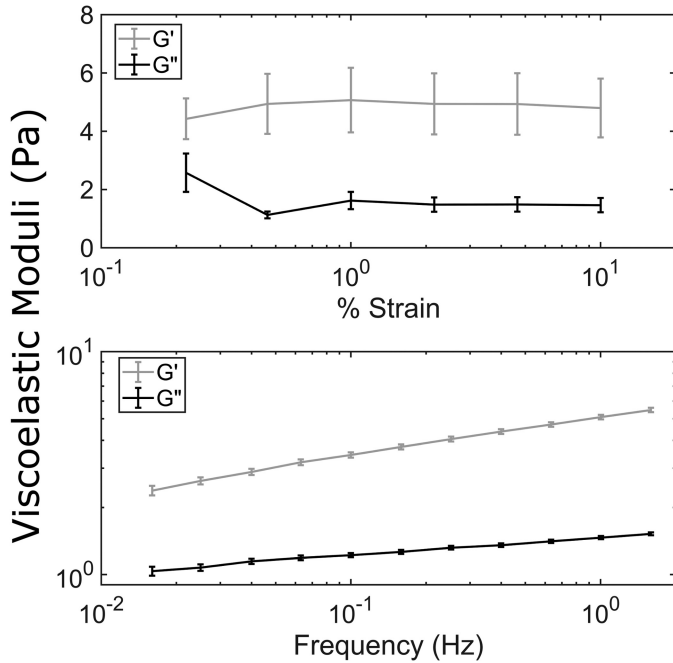 Viscoelastic Moduli (Pa)
8
6
4
2
0
G'
G"
10⁻¹
10⁰
10¹
% Strain
10¹
10⁰
G'
G"
10⁻²
10⁻¹
10⁰
Frequency (Hz)